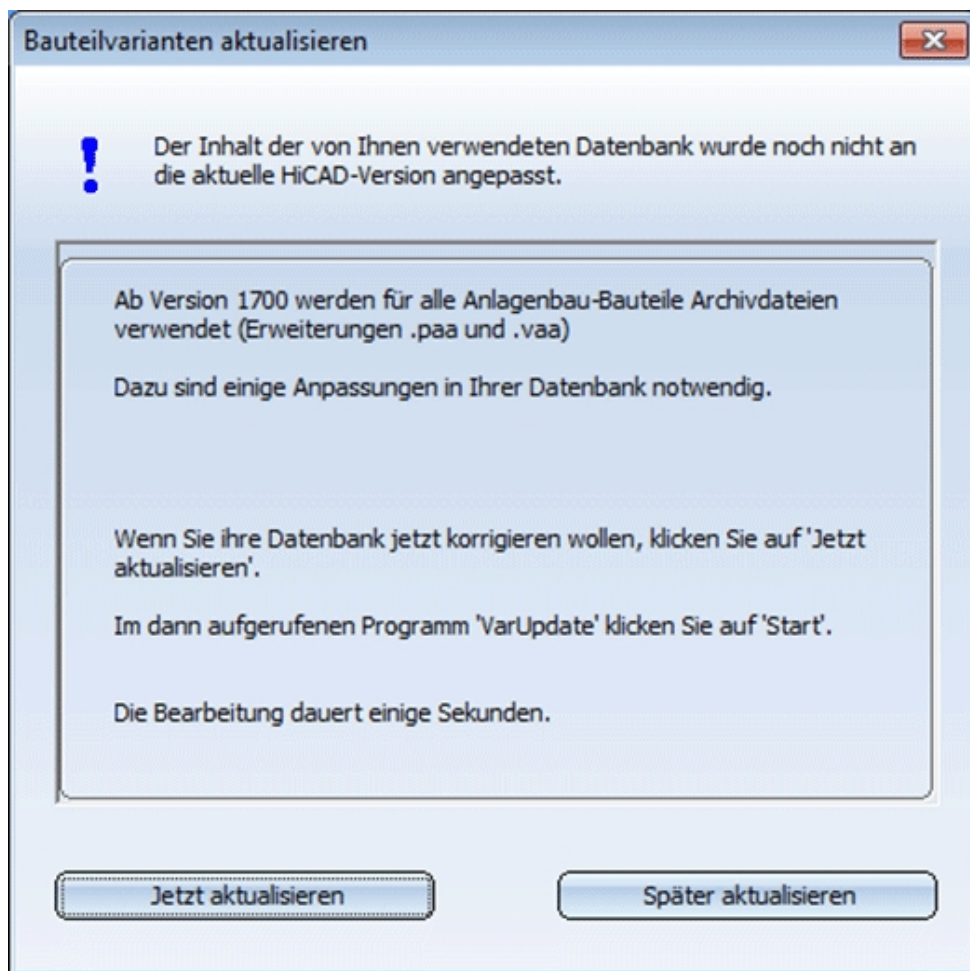 Bauteilvarianten aktualisieren
Der Inhalt der von Ihnen verwendeten Datenbank wurde noch nicht an
die aktuelle HiCAD-Version angepasst.
Ab Version 1700 werden für alle Anlagenbau-Bauteile Archivdateien
verwendet (Erweiterungen .paa und .vaa)
Dazu sind einige Anpassungen in Ihrer Datenbank notwendig.
Wenn Sie ihre Datenbank jetzt korrigieren wollen, klicken Sie auf 'Jetzt
aktualisieren'.
Im dann aufgerufenen Programm 'VarUpdate' klicken Sie auf 'Start'.
Die Bearbeitung dauert einige Sekunden.
Jetzt aktualisieren
Später aktualisieren